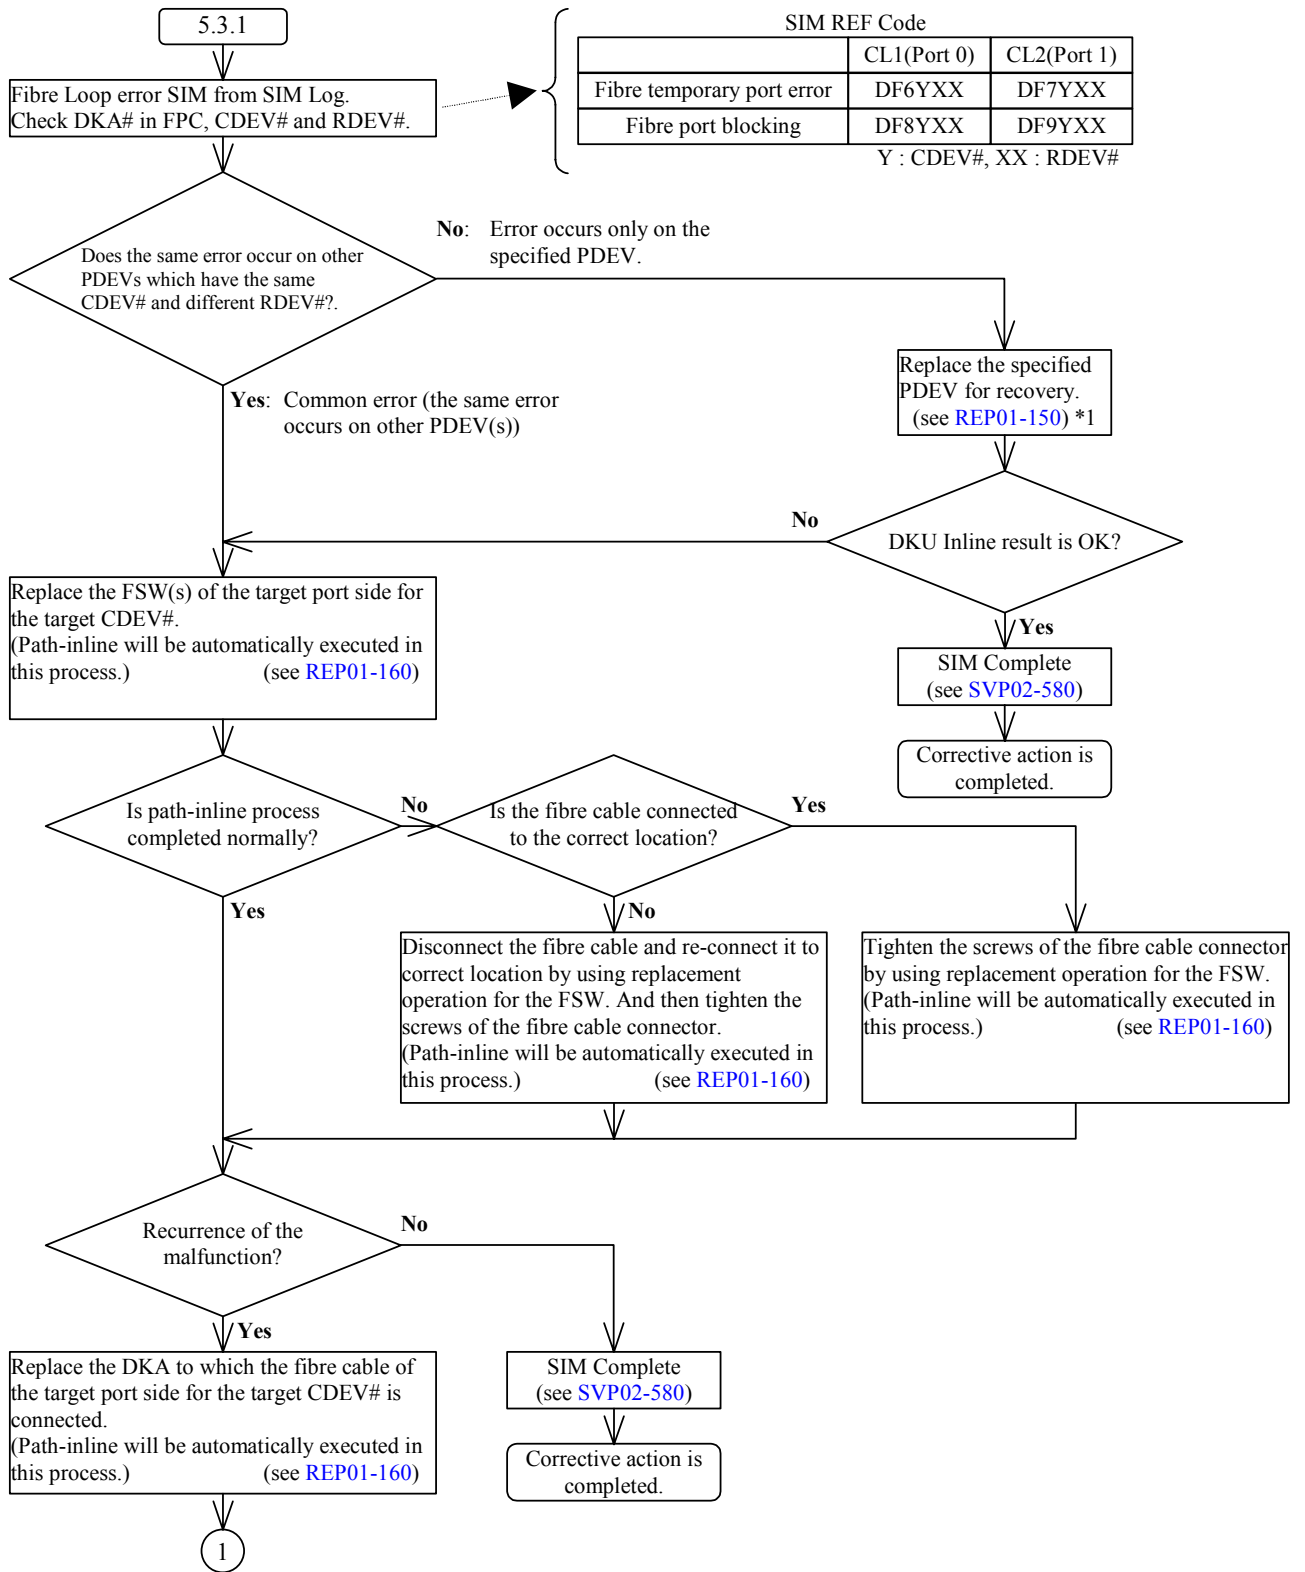 5.3.1
SIM REF Code
CL1(Port 0) CL2(Port 1)
Fibre temporary port error DF6YXX DF7YXX
Fibre port blocking DF8YXX DF9YXX
Y : CDEV#, XX : RDEV#
Fibre Loop error SIM from SIM Log.
Check DKA# in FPC, CDEV# and RDEV#.
Does the same error occur on other
PDEVs which have the same
CDEV# and different RDEV#?.
No: Error occurs only on the
specified PDEV.
Replace the specified
PDEV for recovery.
(see REP01-150) *1
Yes: Common error (the same error
occurs on other PDEV(s))
No
DKU Inline result is OK?
Yes
SIM Complete
(see SVP02-580)
Corrective action is
completed.
Replace the FSW(s) of the target port side for
the target CDEV#.
(Path-inline will be automatically executed in
this process.) (see REP01-160)
Is path-inline process
completed normally?
No
Is the fibre cable connected
to the correct location?
Yes
Yes
No
Disconnect the fibre cable and re-connect it to
correct location by using replacement
operation for the FSW. And then tighten the
screws of the fibre cable connector.
(Path-inline will be automatically executed in
this process.) (see REP01-160)
Tighten the screws of the fibre cable connector
by using replacement operation for the FSW.
(Path-inline will be automatically executed in
this process.) (see REP01-160)
Recurrence of the
malfunction?
No
Yes
Replace the DKA to which the fibre cable of
the target port side for the target CDEV# is
connected.
(Path-inline will be automatically executed in
this process.) (see REP01-160)
SIM Complete
(see SVP02-580)
Corrective action is
completed.
1